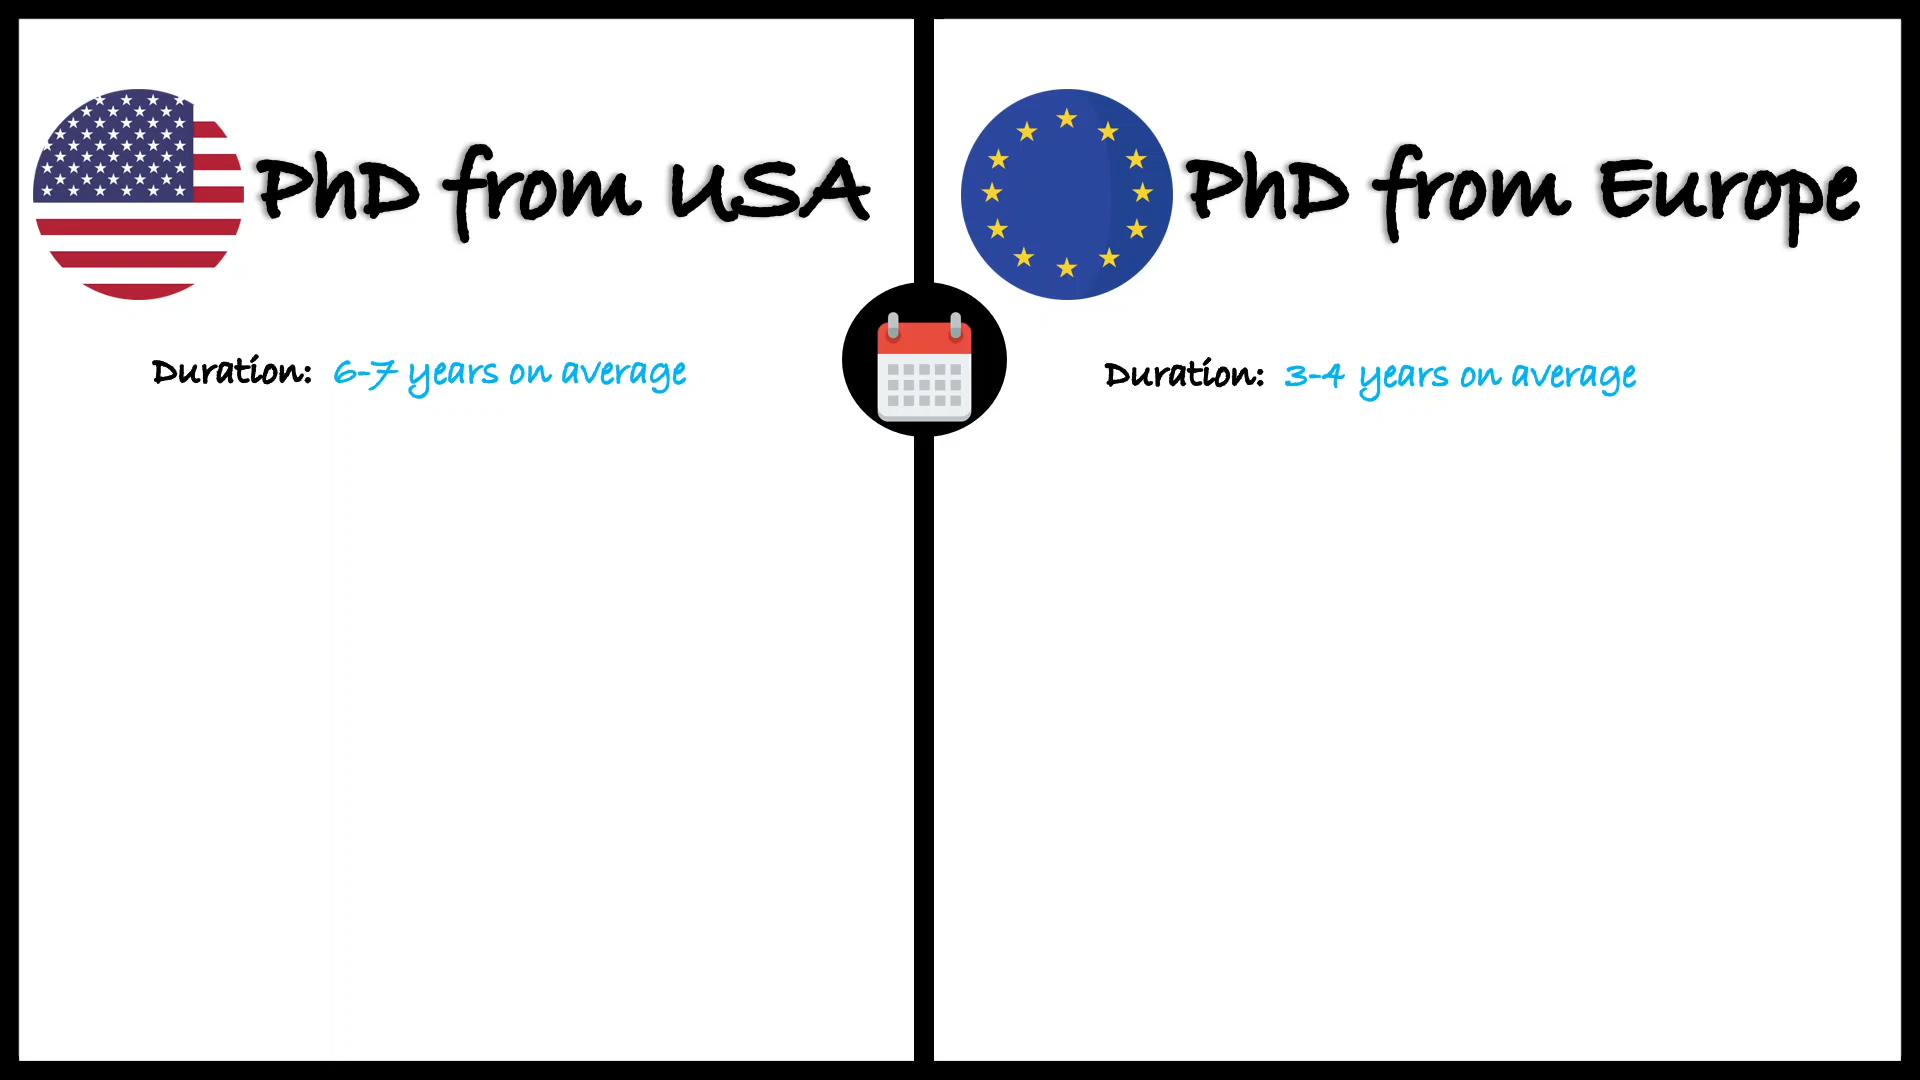 PhD from USA
Duration: 6-7 years on average
PhD from Europe
Duration: 3-4 years on average